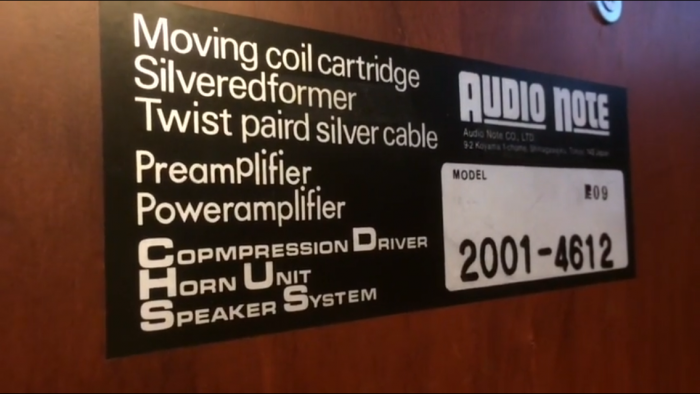 Moving coil cartridge
Silveredformer
Twist paird silver cable
Preamplifier
Poweramplifier
COPMPRESSION DRIVER
HORN UNIT
SPEAKER SYSTEM
AUDIO NOTE
Audio Note CO., LTD.
MODEL
09
2001-4612